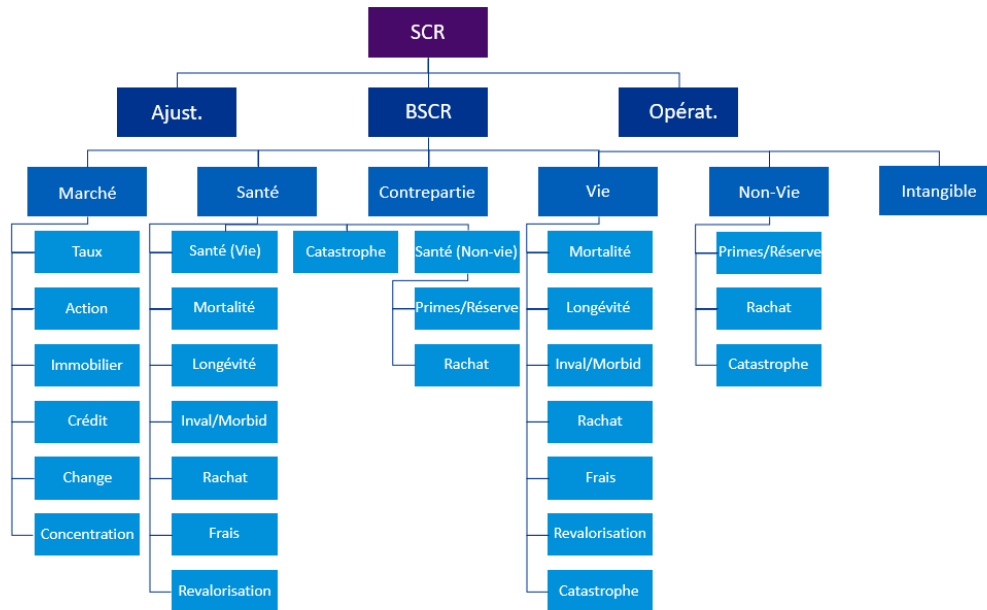 SCR
Ajust.
BSCR
Opérat.
Marché
Santé
Contrepartie
Vie
Non-Vie
Intangible
Taux
Santé (Vie)
Catastrophe
Santé (Non-vie)
Mortalité
Primes/Réserve
Action
Mortalité
Primes/Réserve
Longévité
Rachat
Immobilier
Longévité
Rachat
Inval/Morbid
Catastrophe
Crédit
Inval/Morbid
Rachat
Change
Rachat
Frais
Concentration
Frais
Revalorisation
Revalorisation
Catastrophe